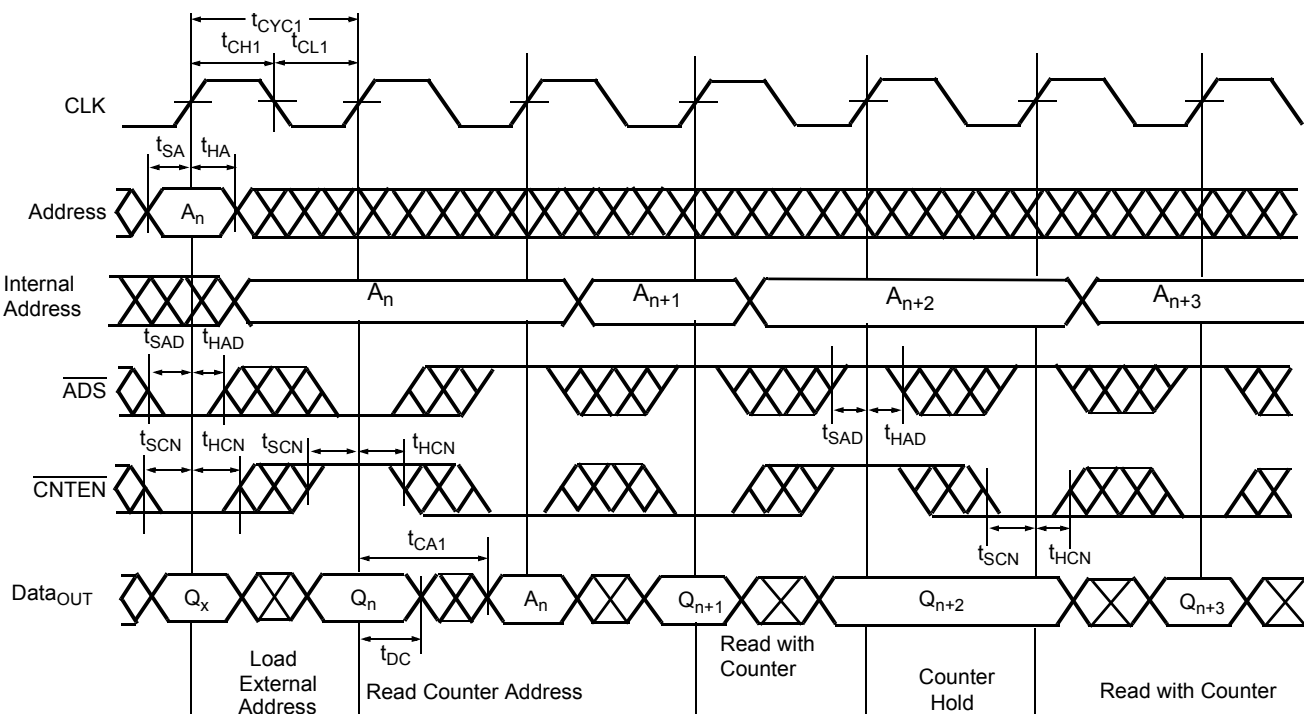 tCYC1
tCH1 tCL1
CLK
tSA tHA
Address An
Internal
Address
An An+1 An+2 An+3
tSAD tHAD
ADS
tSAD tHAD
tSCN tHCN tSCN tHCN
CNTEN
tSCN tHCN
tCA1
DataOUT Qx Qn An Qn+1 Qn+2 Qn+3
tDC
Load
External
Address
Read Counter Address
Read with
Counter
Counter
Hold
Read with Counter